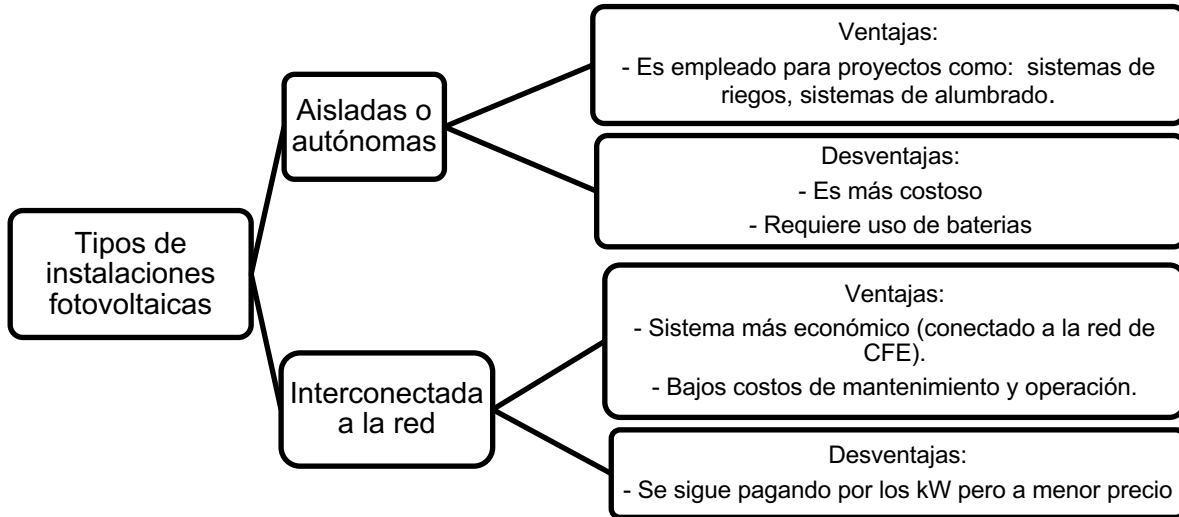 Tipos de
instalaciones
fotovoltaicas
Aisladas o
autónomas
Ventajas:
- Es empleado para proyectos como:  sistemas de
riegos, sistemas de alumbrado.
Desventajas:
- Es más costoso
- Requiere uso de baterias
Interconectada
a la red
Ventajas:
- Sistema más económico (conectado a la red de
CFE).
- Bajos costos de mantenimiento y operación.
Desventajas:
- Se sigue pagando por los kW pero a menor precio